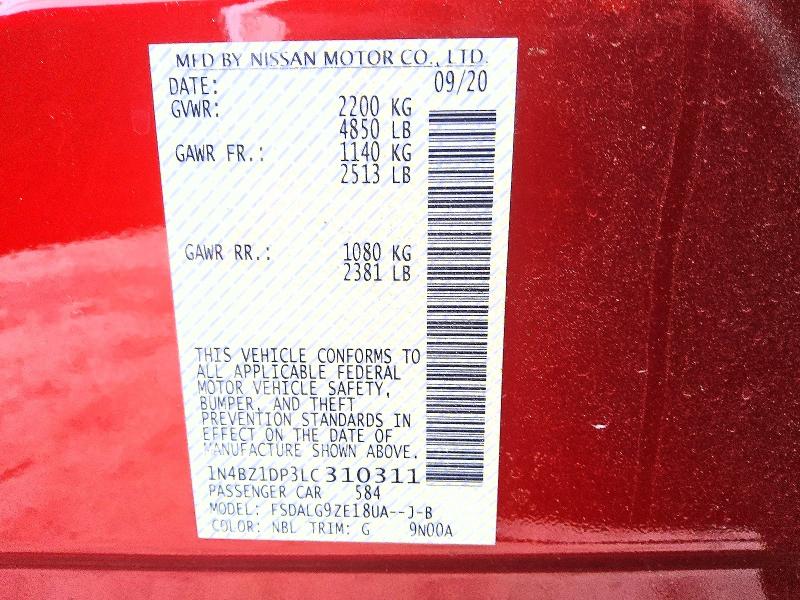 MFD BY NISSAN MOTOR CO., LTD.
DATE: 09/20
GVWR: 2200 KG
4850 LB
GAWR FR.: 1140 KG
2513 LB
GAWR RR.: 1080 KG
2381 LB
THIS VEHICLE CONFORMS TO
ALL APPLICABLE FEDERAL
MOTOR VEHICLE SAFETY,
BUMPER, AND THEFT
PREVENTION STANDARDS IN
EFFECT ON THE DATE OF
MANUFACTURE SHOWN ABOVE.
1N4BZ1DP3LC310311
PASSENGER CAR 584
MODEL: FSDALG9ZE18UA--J-B
COLOR: NBL TRIM: G 9N00A